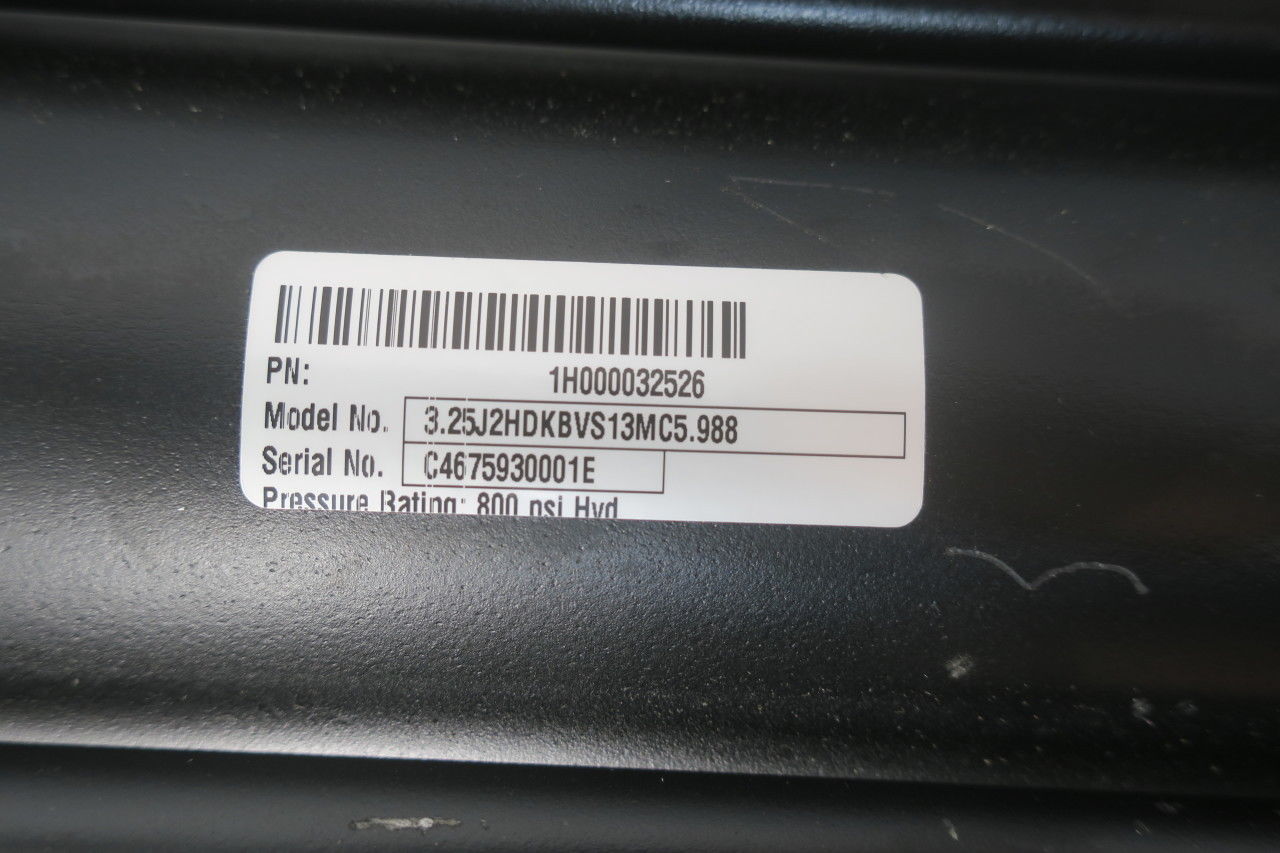 PN: 1H000032526
Model No. 3.25J2HDKBVS13MC5.988
Serial No. C4675930001E
Pressure Rating: 800 psi Hyd